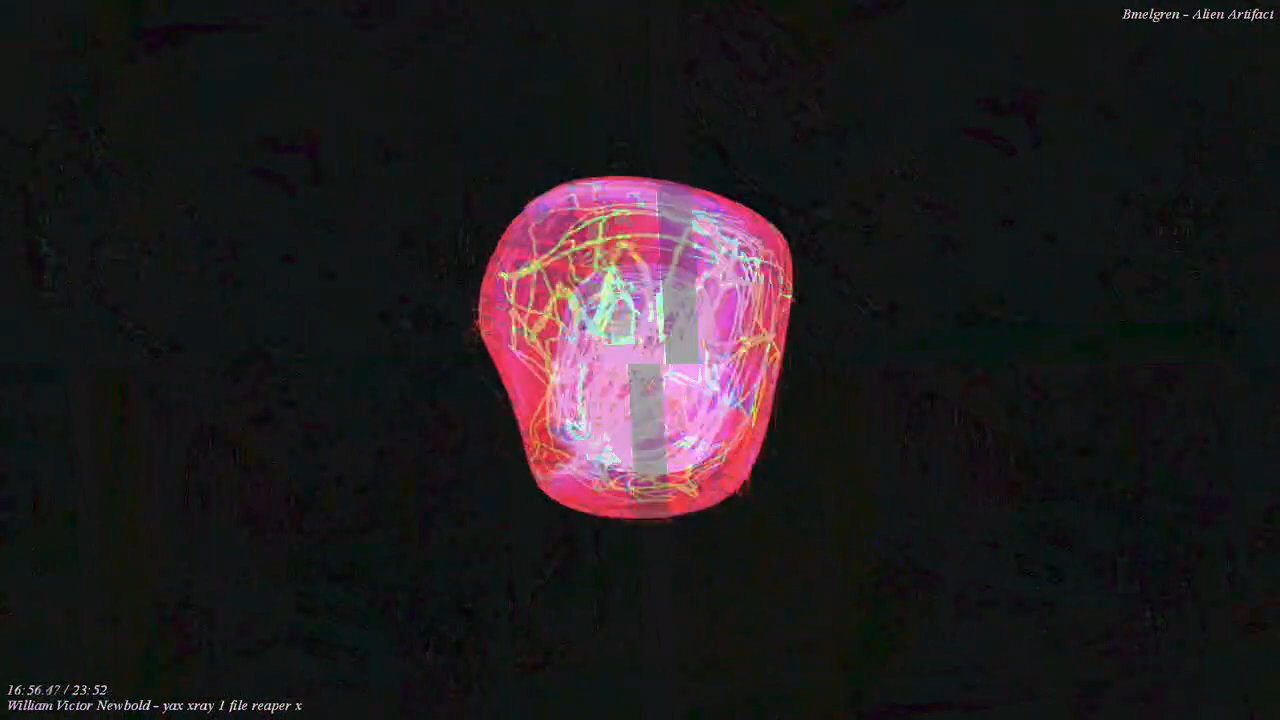 Bmelgren – Alien Artifact
16:56.47 / 23:52
William Victor Newbold – yax xray 1 file reaper x